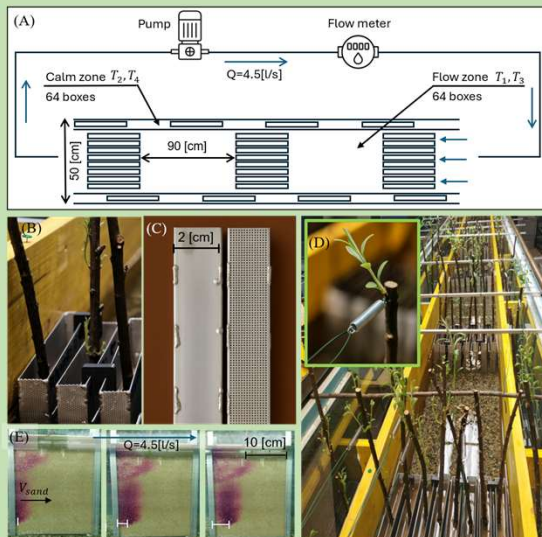 (A)
Pump
Flow meter
Q=4.5[l/s]
Calm zone T₂,T₄
64 boxes
Flow zone T₁,T₃
64 boxes
50 [cm]
90 [cm]
(B)
(C)
2 [cm]
(D)
(E)
Q=4.5[l/s]
10 [cm]
V_sand